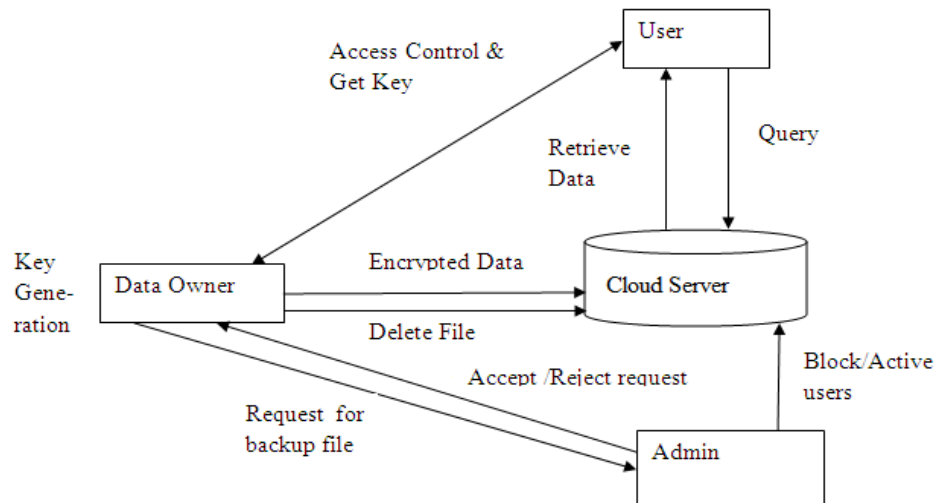 User
Access Control &
Get Key
Query
Retrieve
Data
Key
Gene-
ration
Data Owner
Encrypted Data
Cloud Server
Delete File
Accept /Reject request
Block/Active
users
Request for
backup file
Admin